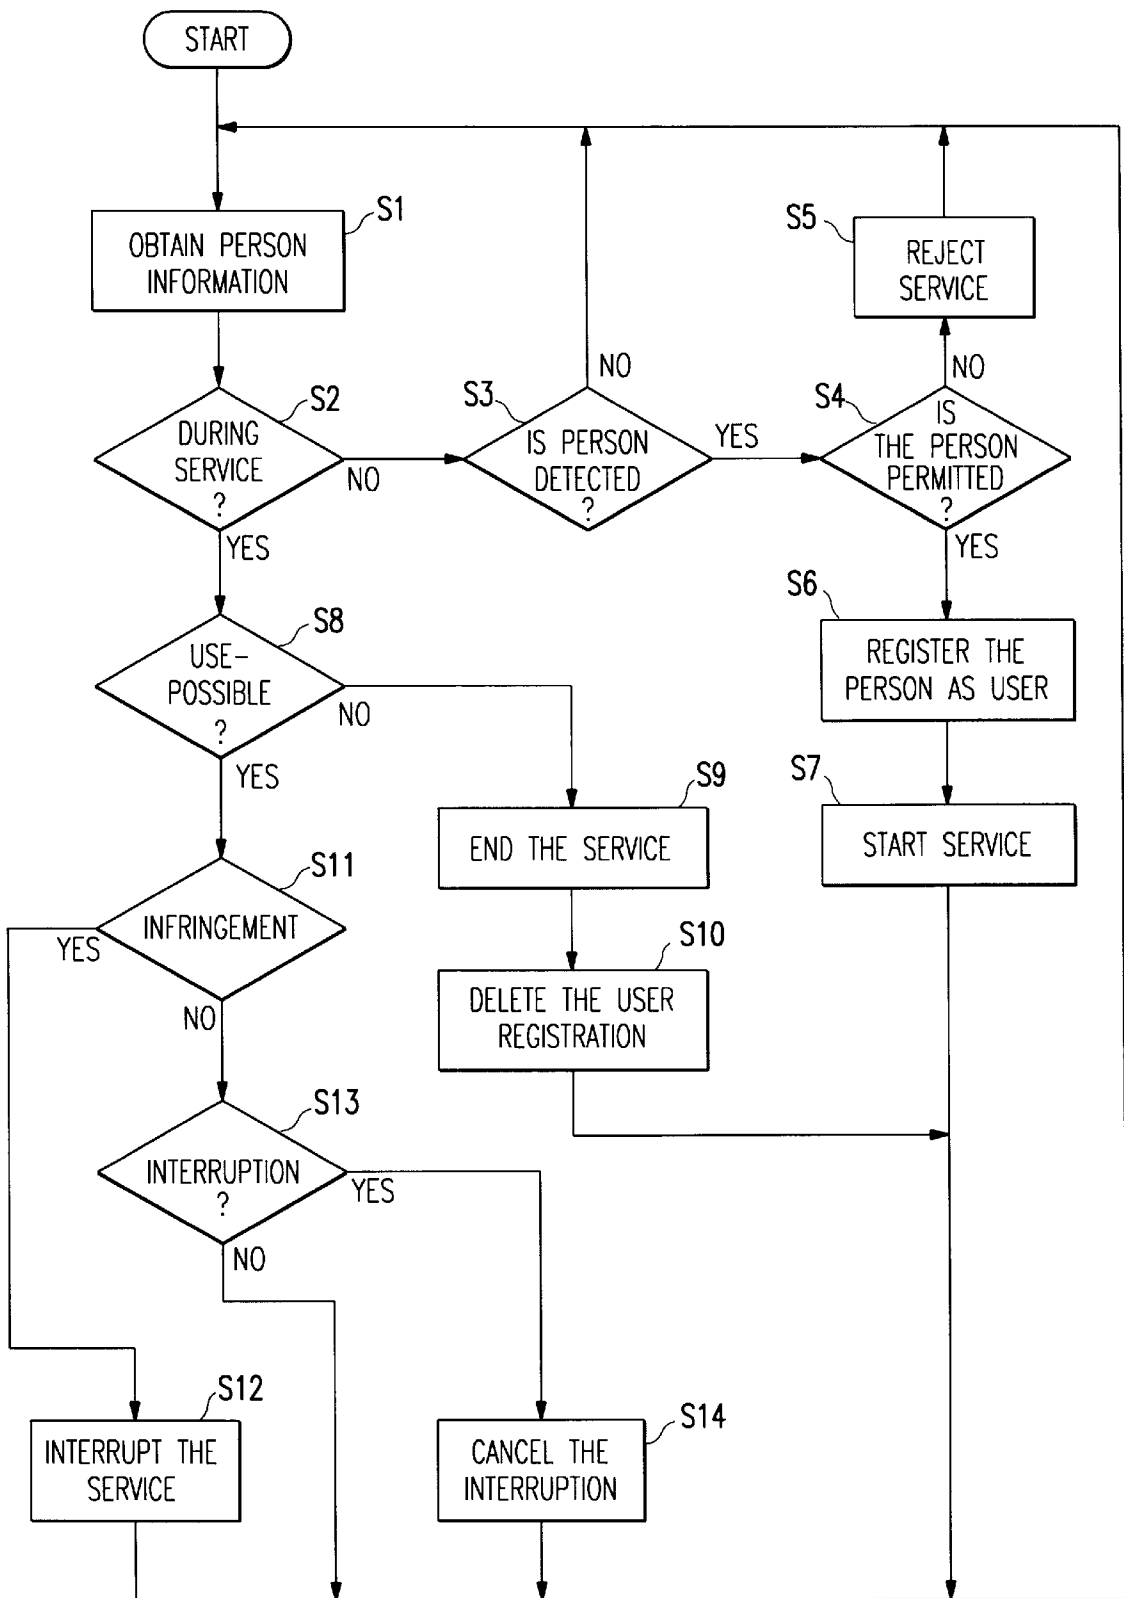 START
S1
OBTAIN PERSON
INFORMATION
S5
REJECT
SERVICE
NO
NO
S2
DURING
SERVICE
?
NO
YES
S3
IS PERSON
DETECTED
?
YES
S4
IS
THE PERSON
PERMITTED
?
YES
S6
REGISTER THE
PERSON AS USER
S8
USE-
POSSIBLE
?
NO
YES
S7
START SERVICE
S9
END THE SERVICE
S11
INFRINGEMENT
YES
NO
S10
DELETE THE USER
REGISTRATION
S13
INTERRUPTION
?
YES
NO
S12
INTERRUPT THE
SERVICE
S14
CANCEL THE
INTERRUPTION